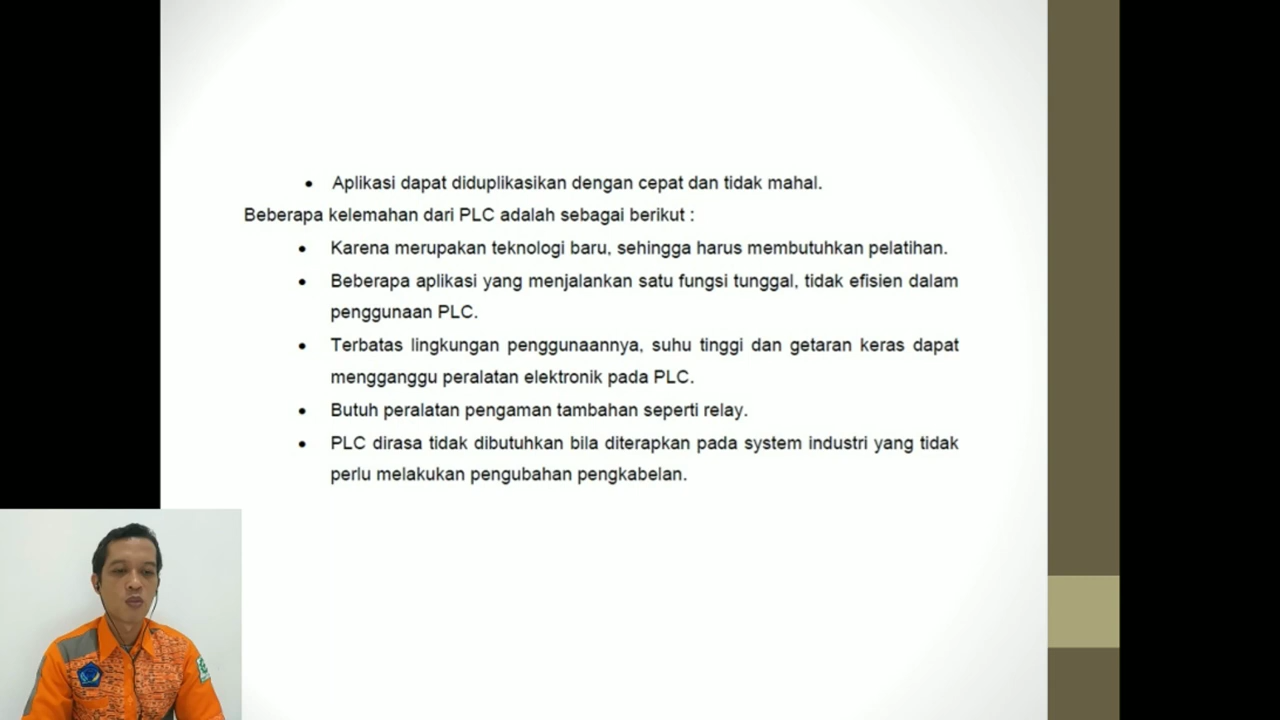 • Aplikasi dapat diduplikasikan dengan cepat dan tidak mahal.
Beberapa kelemahan dari PLC adalah sebagai berikut :
• Karena merupakan teknologi baru, sehingga harus membutuhkan pelatihan.
• Beberapa aplikasi yang menjalankan satu fungsi tunggal, tidak efisien dalam
penggunaan PLC.
• Terbatas lingkungan penggunaannya, suhu tinggi dan getaran keras dapat
mengganggu peralatan elektronik pada PLC.
• Butuh peralatan pengaman tambahan seperti relay.
• PLC dirasa tidak dibutuhkan bila diterapkan pada system industri yang tidak
perlu melakukan pengubahan pengkabelan.